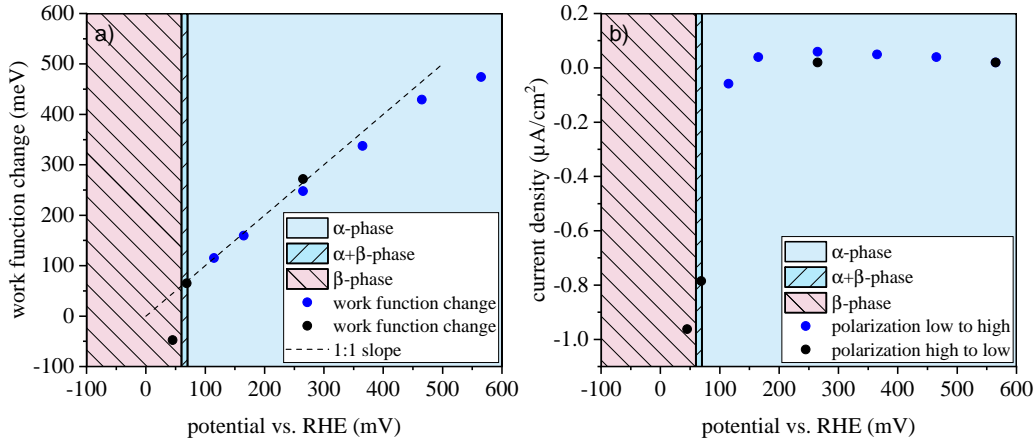 a)
600
500
400
300
200
100
0
-100
work function change (meV)
-100
0
100
200
300
400
500
600
potential vs. RHE (mV)
α-phase
α+β-phase
β-phase
work function change
work function change
1:1 slope
b)
0.2
0.0
-0.2
-0.4
-0.6
-0.8
-1.0
current density (µA/cm²)
-100
0
100
200
300
400
500
600
potential vs. RHE (mV)
α-phase
α+β-phase
β-phase
polarization low to high
polarization high to low